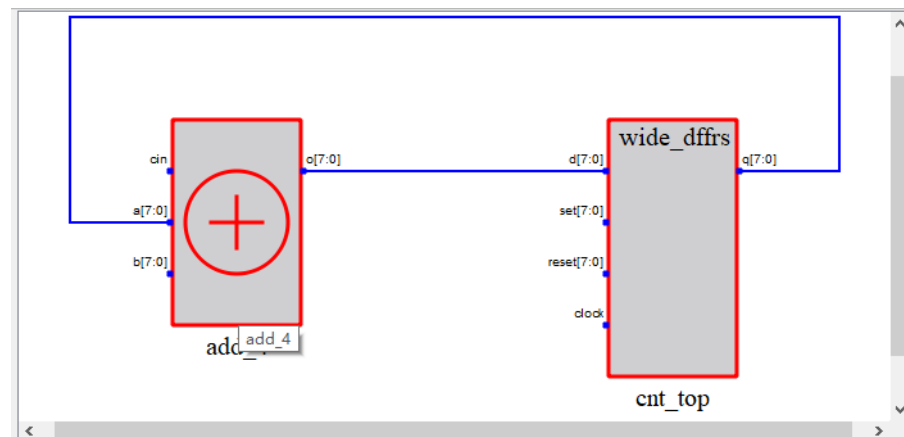 wide_dffrs
cin
o[7:0]
d[7:0]
q[7:0]
a[7:0]
set[7:0]
b[7:0]
reset[7:0]
clock
add_4
add_4
cnt_top